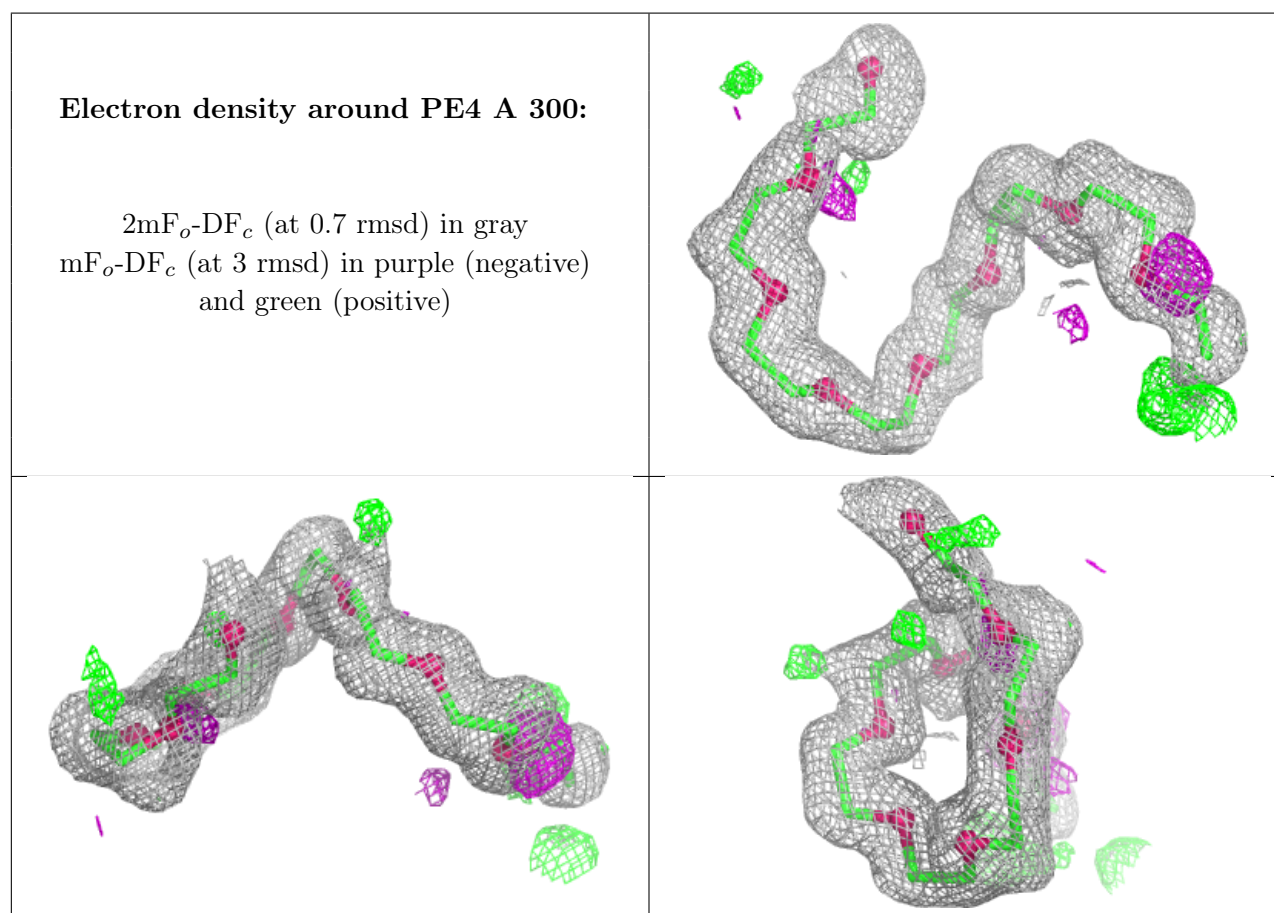 Electron density around PE4 A 300:
2mFo-DFc (at 0.7 rmsd) in gray
mFo-DFc (at 3 rmsd) in purple (negative)
and green (positive)